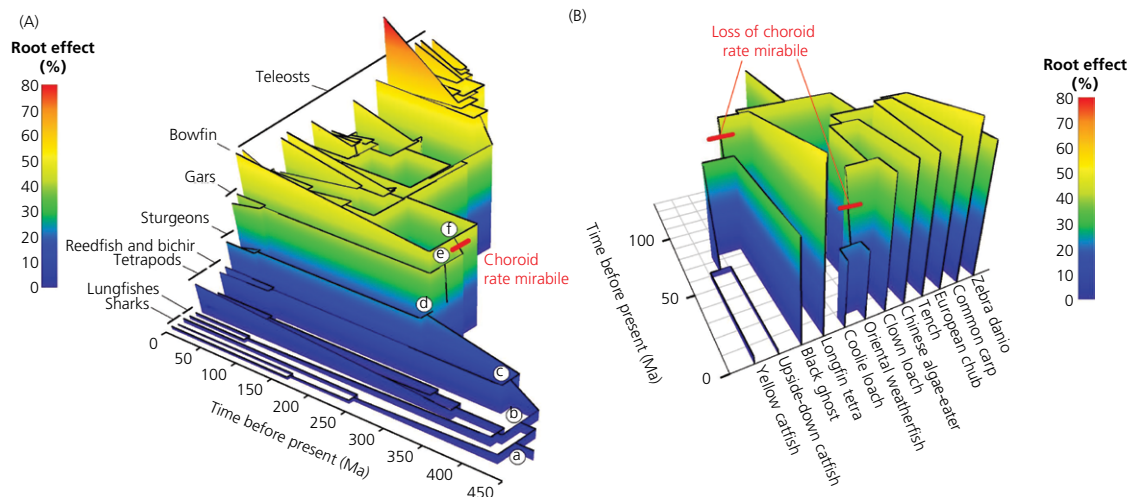 (A)
Root effect
(%)
80
70
60
50
40
30
20
10
0
Teleosts
Bowfin
Gars
Sturgeons
Reedfish and bichir
Tetrapods
Lungfishes
Sharks
0
50
100
150
200
250
300
350
400
450
Time before present (Ma)
f
e
d
c
b
a
Choroid
rate mirabile
(B)
Loss of choroid
rate mirabile
Root effect
(%)
80
70
60
50
40
30
20
10
0
Time before present (Ma)
100
50
0
Yellow catfish
Upside-down catfish
Black ghost
Longfin tetra
Coolie loach
Oriental weatherfish
Clown loach
Chinese algae-eater
Tench
European chub
Common carp
Zebra danio